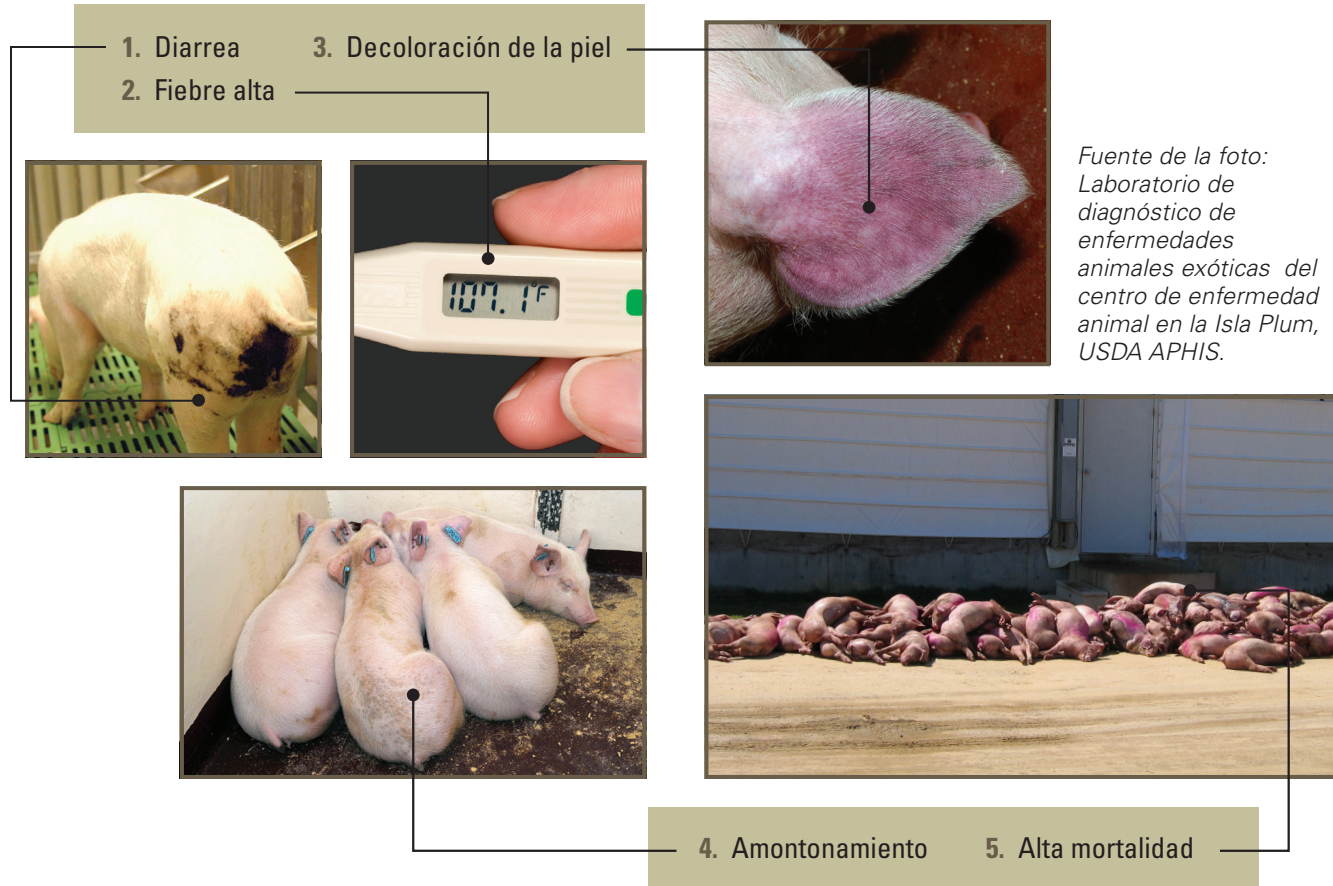 1. Diarrea 3. Decoloración de la piel
2. Fiebre alta
107.1°F
Fuente de la foto:
Laboratorio de
diagnóstico de
enfermedades
animales exóticas del
centro de enfermedad
animal en la Isla Plum,
USDA APHIS.
4. Amontonamiento 5. Alta mortalidad